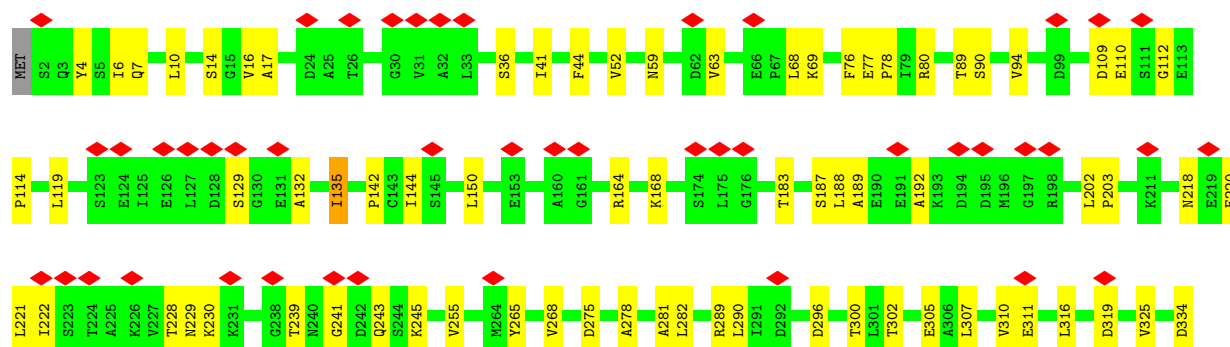 MET S2 Q3 Y4 S5 I6 Q7 L10 S14 G15 V16 A17 D24 A25 T26 G30 V31 A32 L33 S36 I41 F44 V52 N59 D62 V63 E66 P67 L68 K69 F76 E77 P78 I79 R80 T89 S90 V94 D99 D109 E110 S111 G112 E113
P114 L119 S123 E124 I125 E126 L127 D128 S129 G130 E131 A132 I135 P142 C143 I144 S145 L150 E153 A160 G161 R164 K168 S174 L175 G176 T183 S187 L188 A189 E190 E191 A192 K193 D194 D195 M196 G197 R198 L202 P203 K211 N218 E219
L221 I222 S223 T224 A225 K226 V227 T228 N229 K230 K231 G238 T239 N240 G241 D242 Q243 S244 K245 V255 M264 Y265 V268 D275 A278 A281 L282 R289 L290 I291 D292 D296 T300 L301 T302 E305 A306 L307 V310 E311 L316 D319 V325 D334